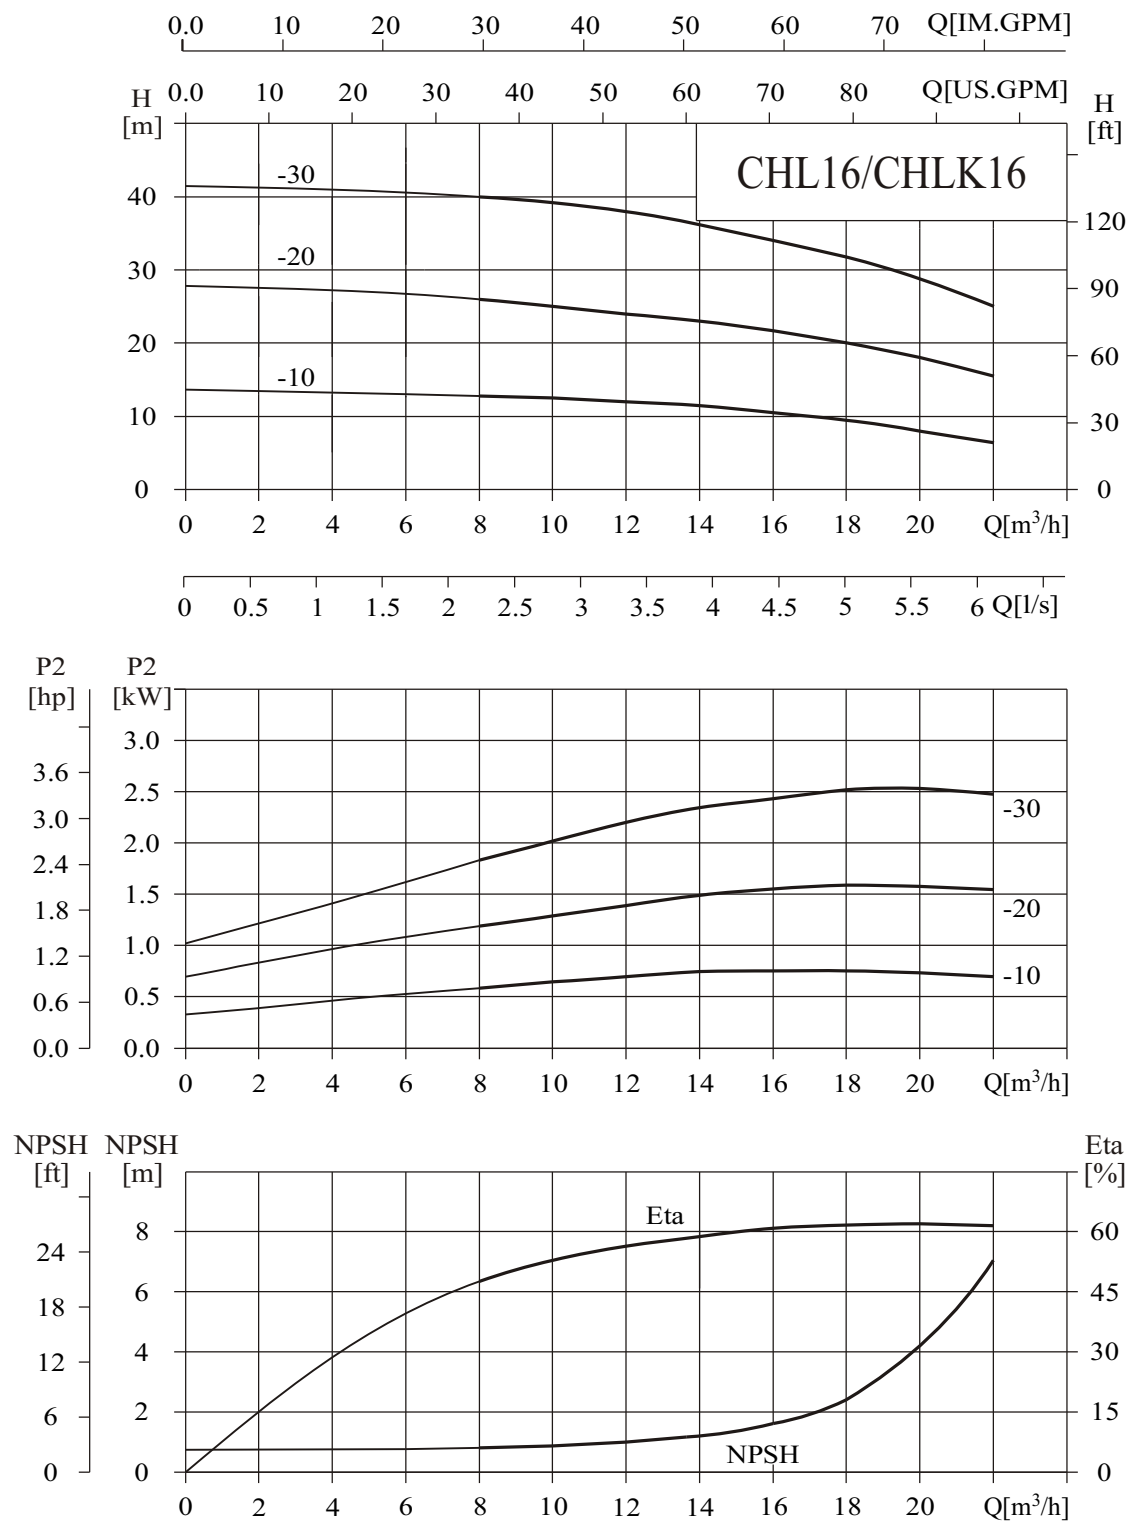 0.0 10 20 30 40 50 60 70 Q[IM.GPM]
0.0 10 20 30 40 50 60 70 80 Q[US.GPM]
H
[m]
H
[ft]
CHL16/CHLK16
-30
40
120
-20
30
90
20
60
-10
10
30
0
0
0 2 4 6 8 10 12 14 16 18 20 Q[m³/h]
0 0.5 1 1.5 2 2.5 3 3.5 4 4.5 5 5.5 6 Q[l/s]
P2 P2
[hp] [kW]
3.0
3.6
2.5
-30
3.0
2.0
2.4
1.5
1.8
-20
1.2
1.0
-10
0.6
0.5
0.0 0.0
0 2 4 6 8 10 12 14 16 18 20 Q[m³/h]
NPSH NPSH Eta
[ft] [m] [%]
Eta
8 60
24
6 45
18
4 30
12
2 15
6
NPSH
0 0 0
0 2 4 6 8 10 12 14 16 18 20 Q[m³/h]